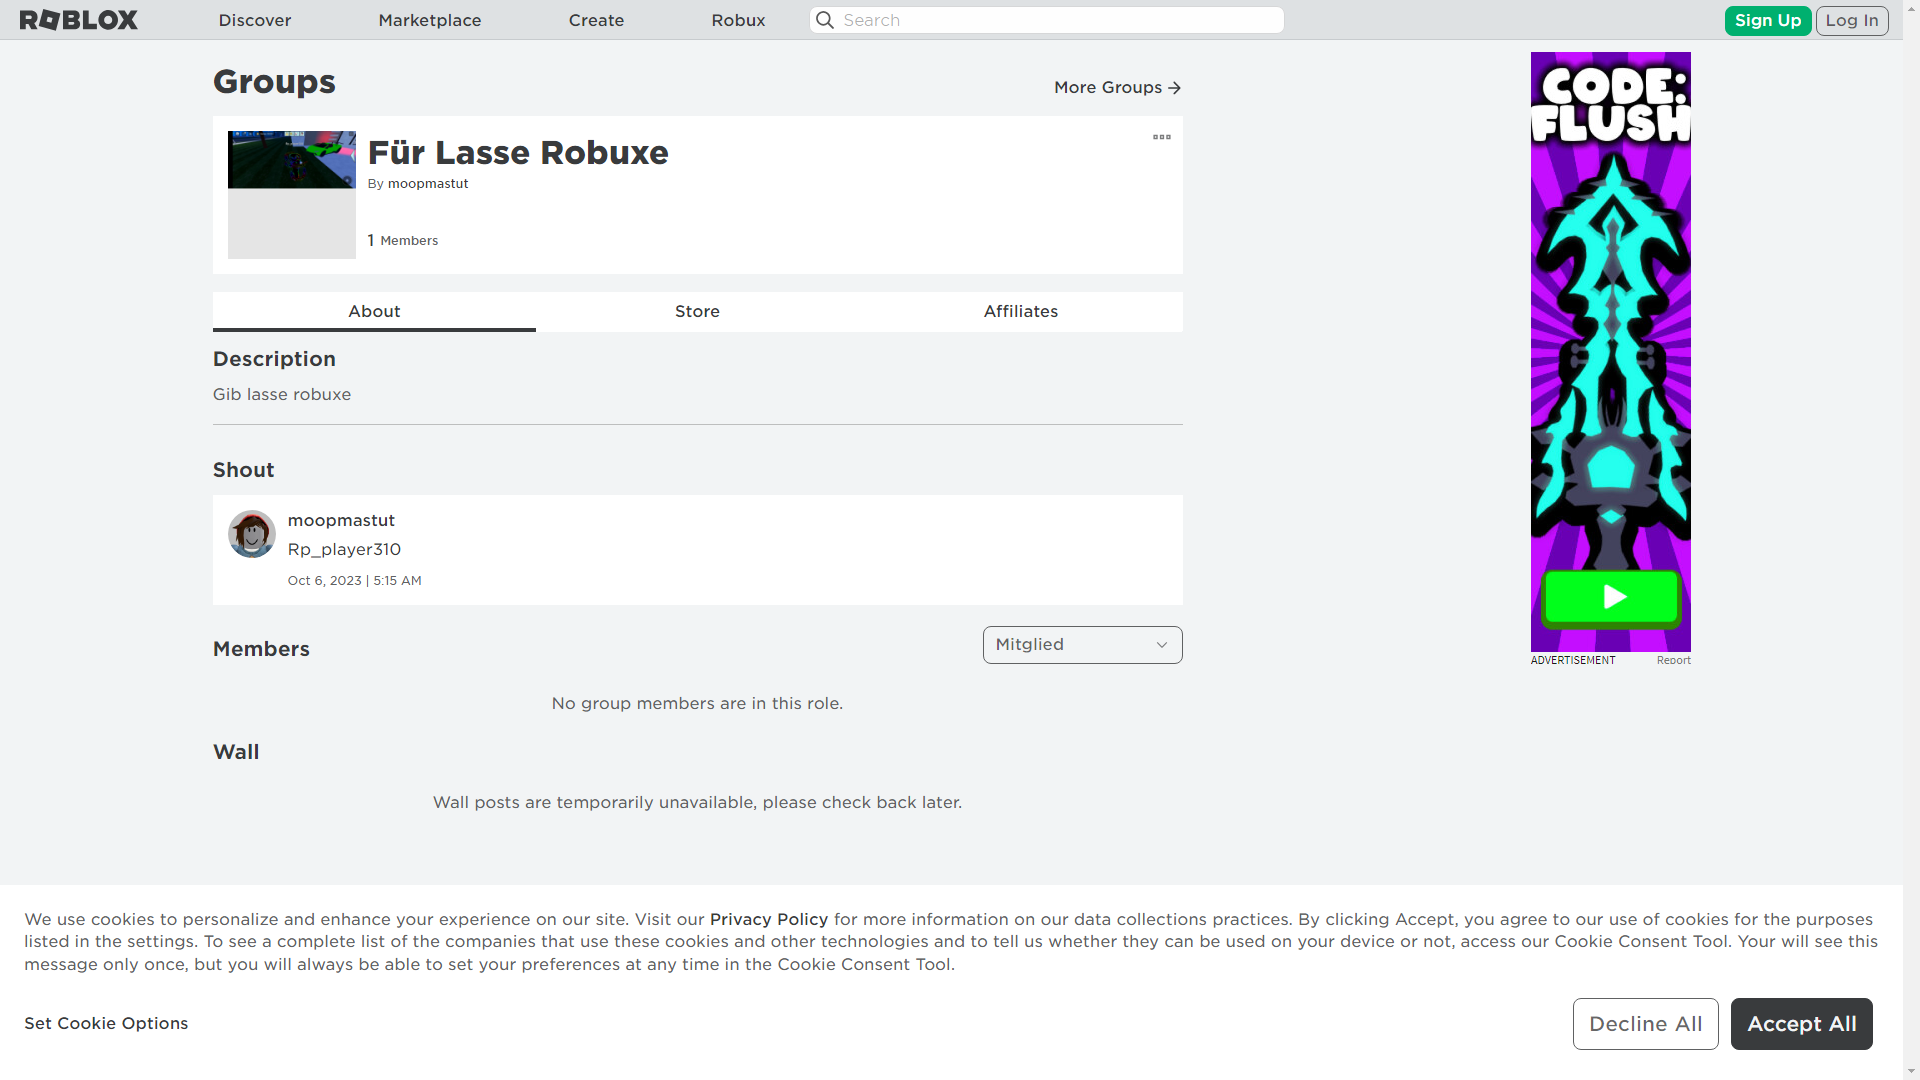 ROBLOX
Discover
Marketplace
Create
Robux
Search
Sign Up
Log In
Groups
More Groups
Für Lasse Robuxe
By moopmastut
1 Members
About
Store
Affiliates
Description
Gib lasse robuxe
Shout
moopmastut
Rp_player310
Oct 6, 2023 | 5:15 AM
Members
Mitglied
No group members are in this role.
Wall
Wall posts are temporarily unavailable, please check back later.
CODE:
FLUSH
ADVERTISEMENT
Report
We use cookies to personalize and enhance your experience on our site. Visit our Privacy Policy for more information on our data collections practices. By clicking Accept, you agree to our use of cookies for the purposes
listed in the settings. To see a complete list of the companies that use these cookies and other technologies and to tell us whether they can be used on your device or not, access our Cookie Consent Tool. Your will see this
message only once, but you will always be able to set your preferences at any time in the Cookie Consent Tool.
Set Cookie Options
Decline All
Accept All